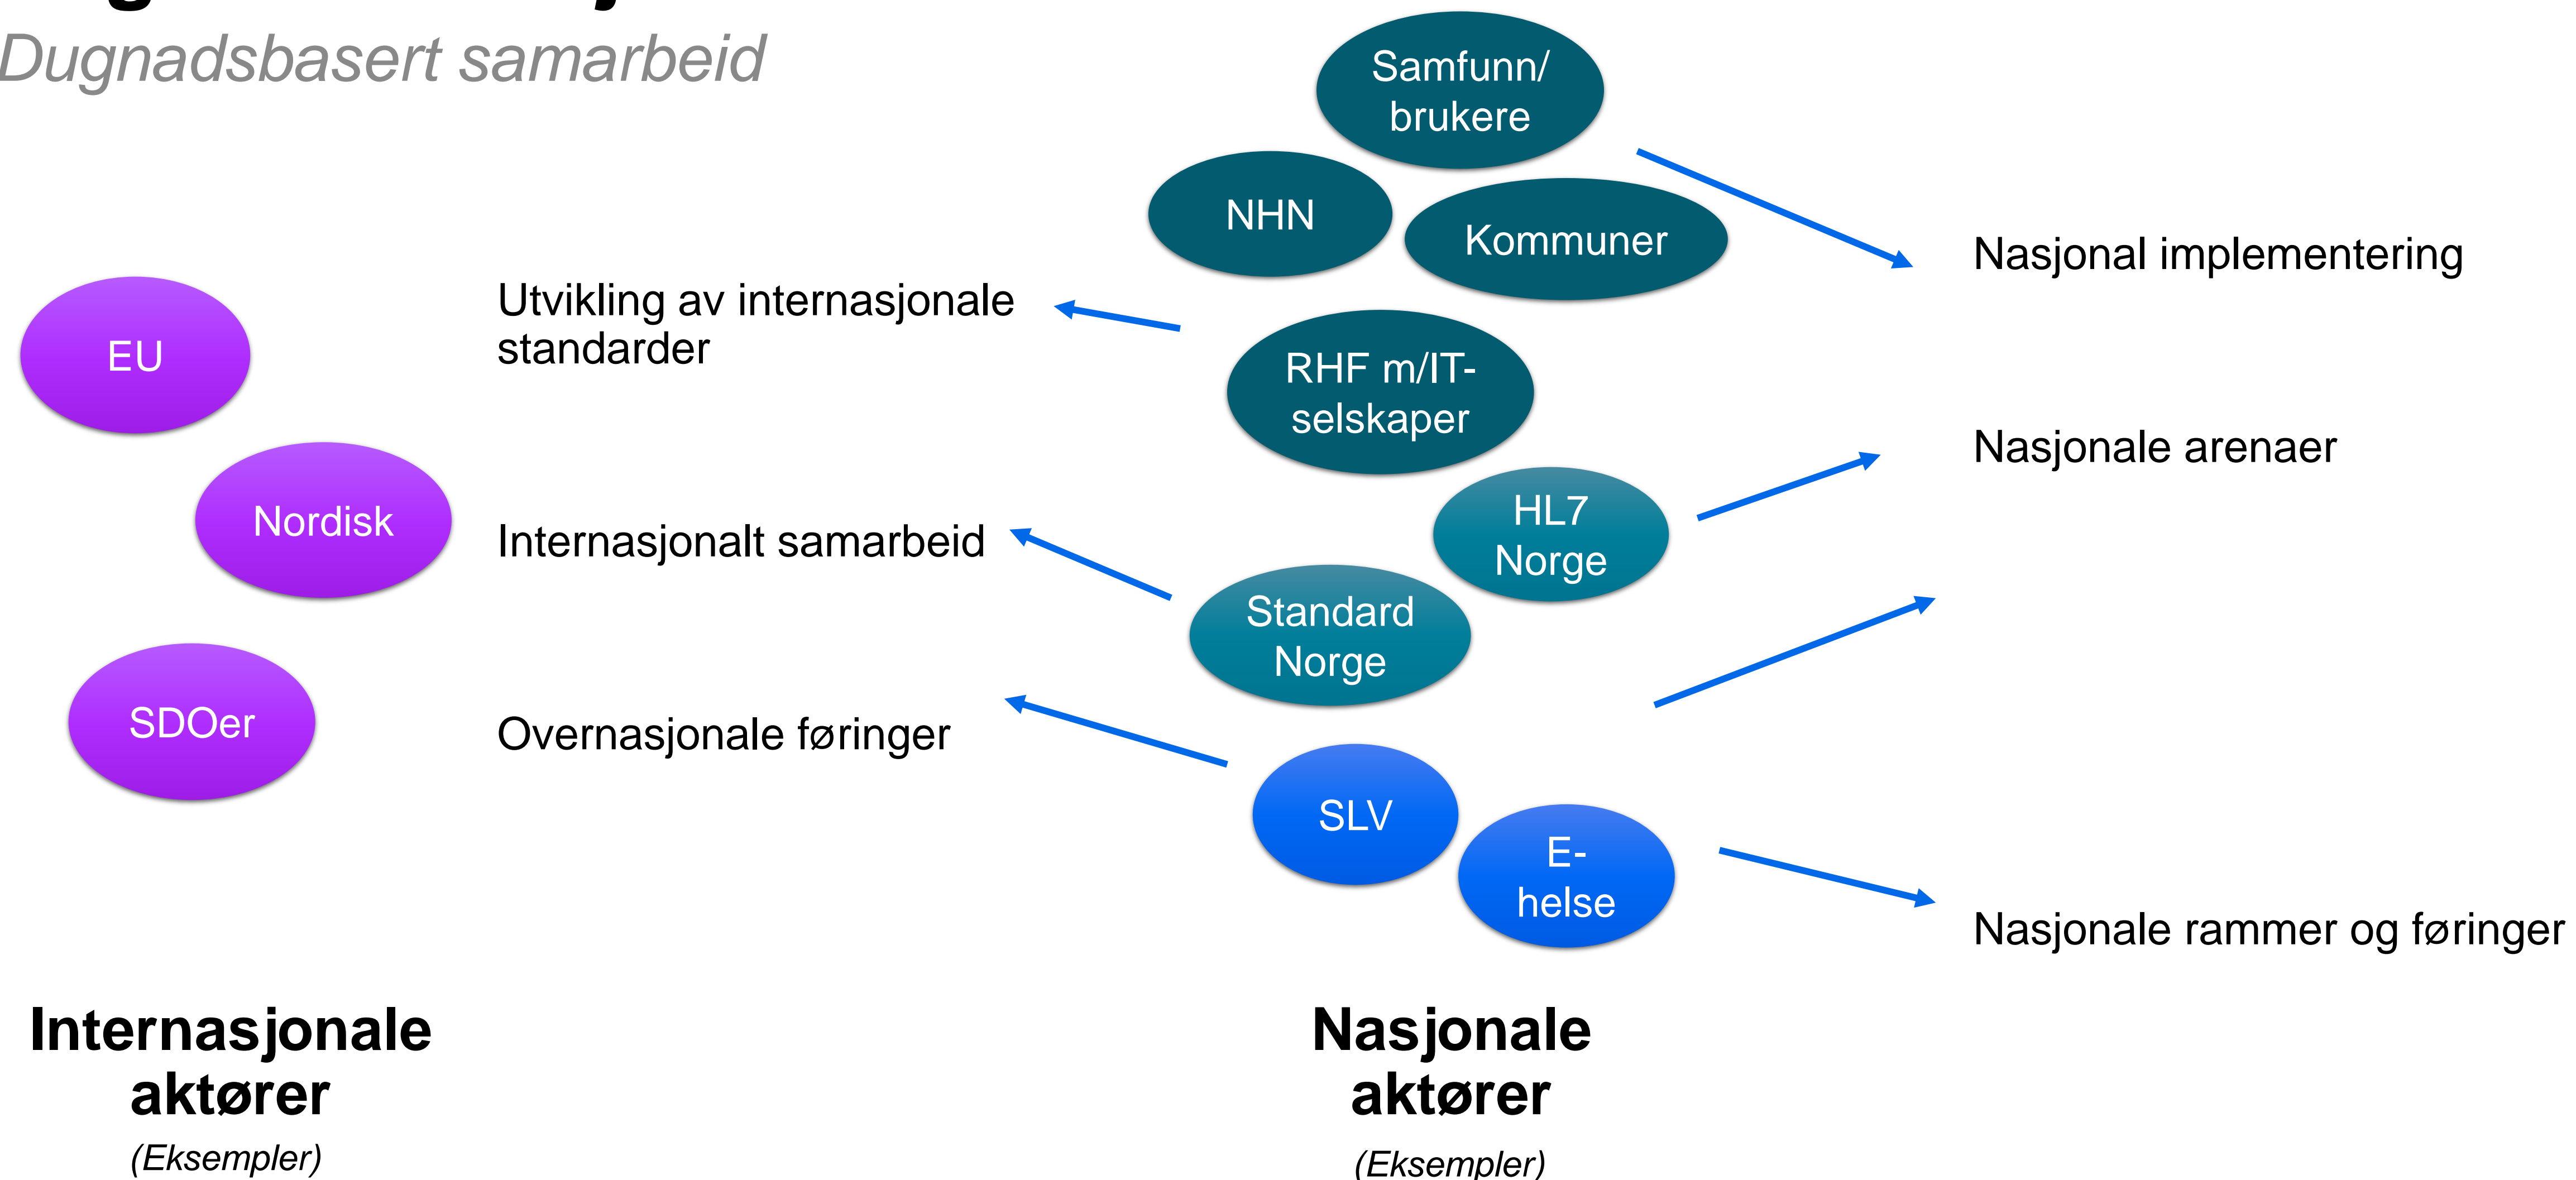 Dugnadsbasert samarbeid
Samfunn/
brukere
NHN
Kommuner
Nasjonal implementering
Utvikling av internasjonale
standarder
EU
RHF m/IT-
selskaper
Nasjonale arenaer
Nordisk
HL7
Norge
Internasjonalt samarbeid
Standard
Norge
SDOer
Overnasjonale føringer
SLV
E-
helse
Nasjonale rammer og føringer
Internasjonale
aktører
(Eksempler)
Nasjonale
aktører
(Eksempler)